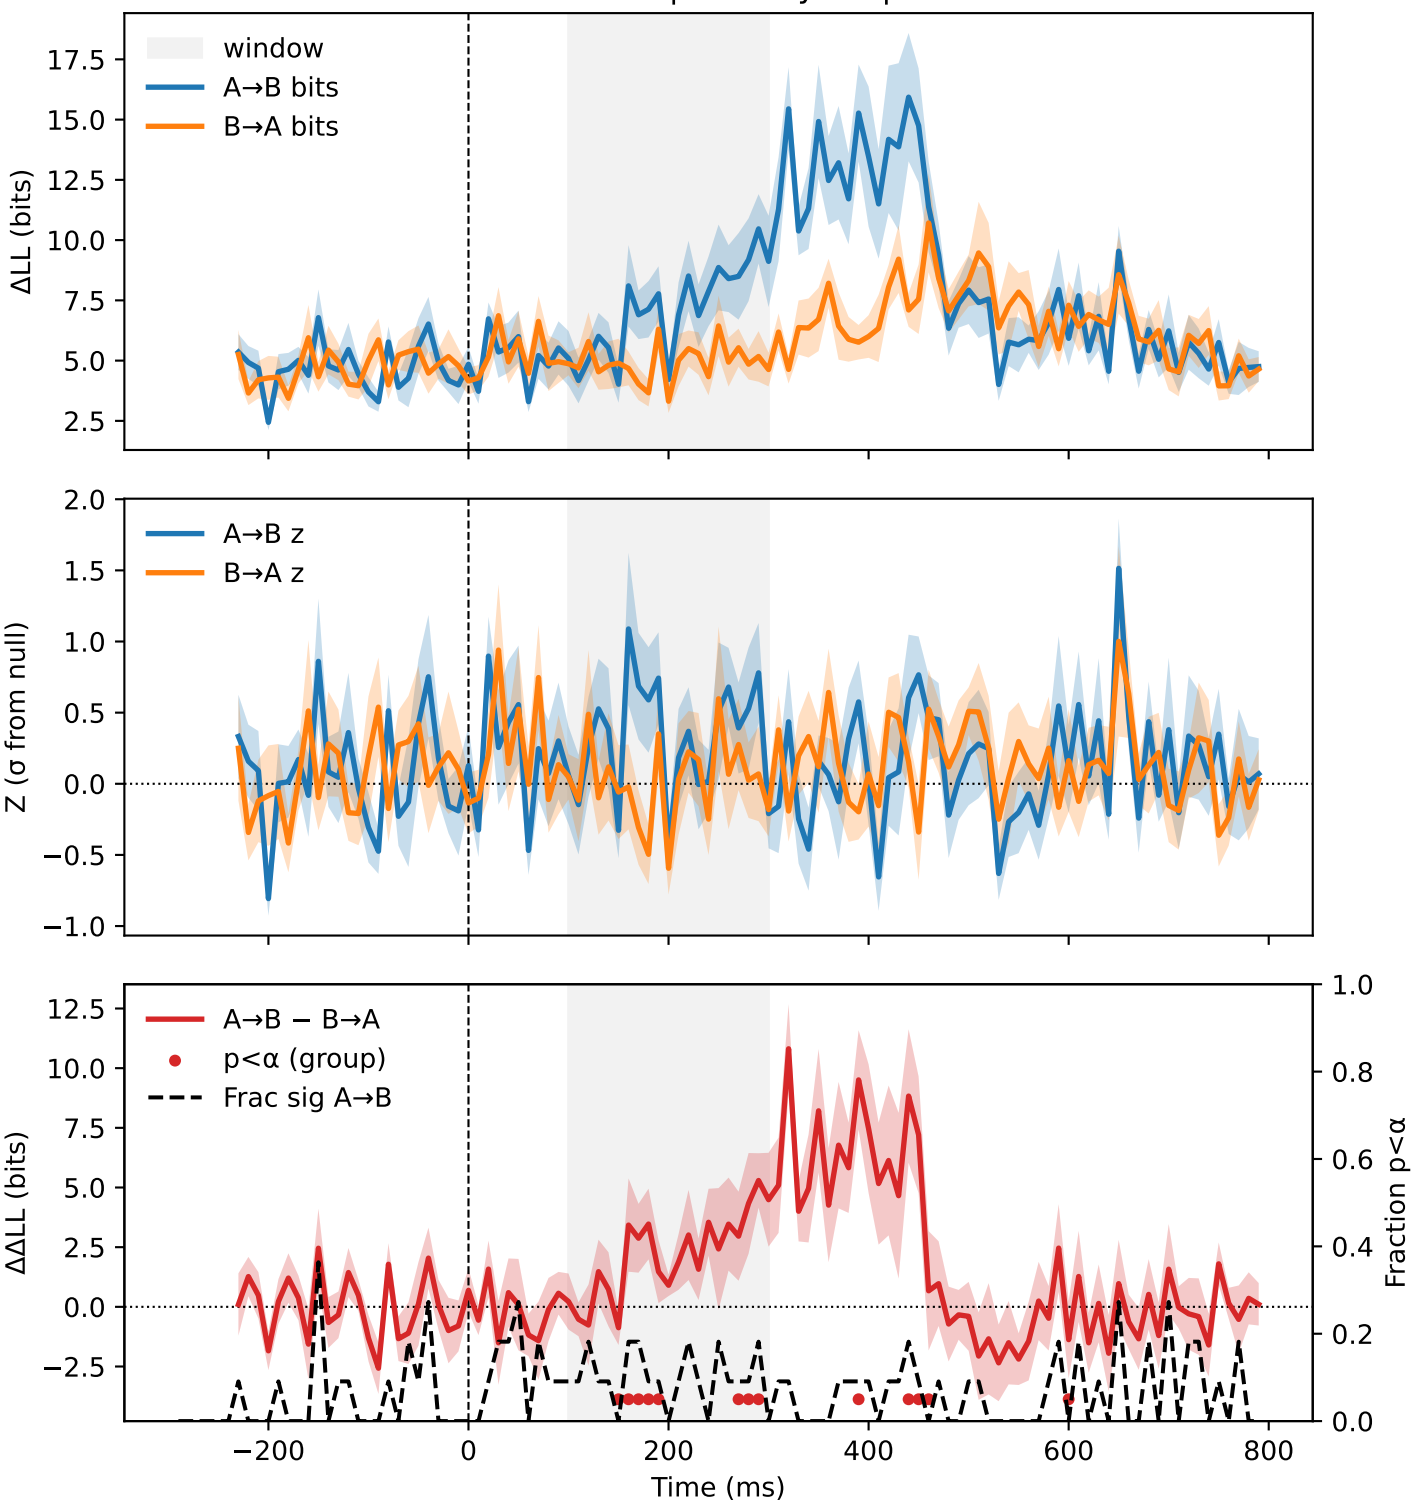 17.5
15.0
12.5
10.0
7.5
5.0
2.5
ΔLL (bits)
window
A→B bits
B→A bits
2.0
1.5
1.0
0.5
0.0
−0.5
−1.0
Z (σ from null)
A→B z
B→A z
12.5
10.0
7.5
5.0
2.5
0.0
−2.5
ΔΔLL (bits)
A→B − B→A
p<α (group)
Frac sig A→B
1.0
0.8
0.6
0.4
0.2
0.0
Fraction p<α
−200
0
200
400
600
800
Time (ms)